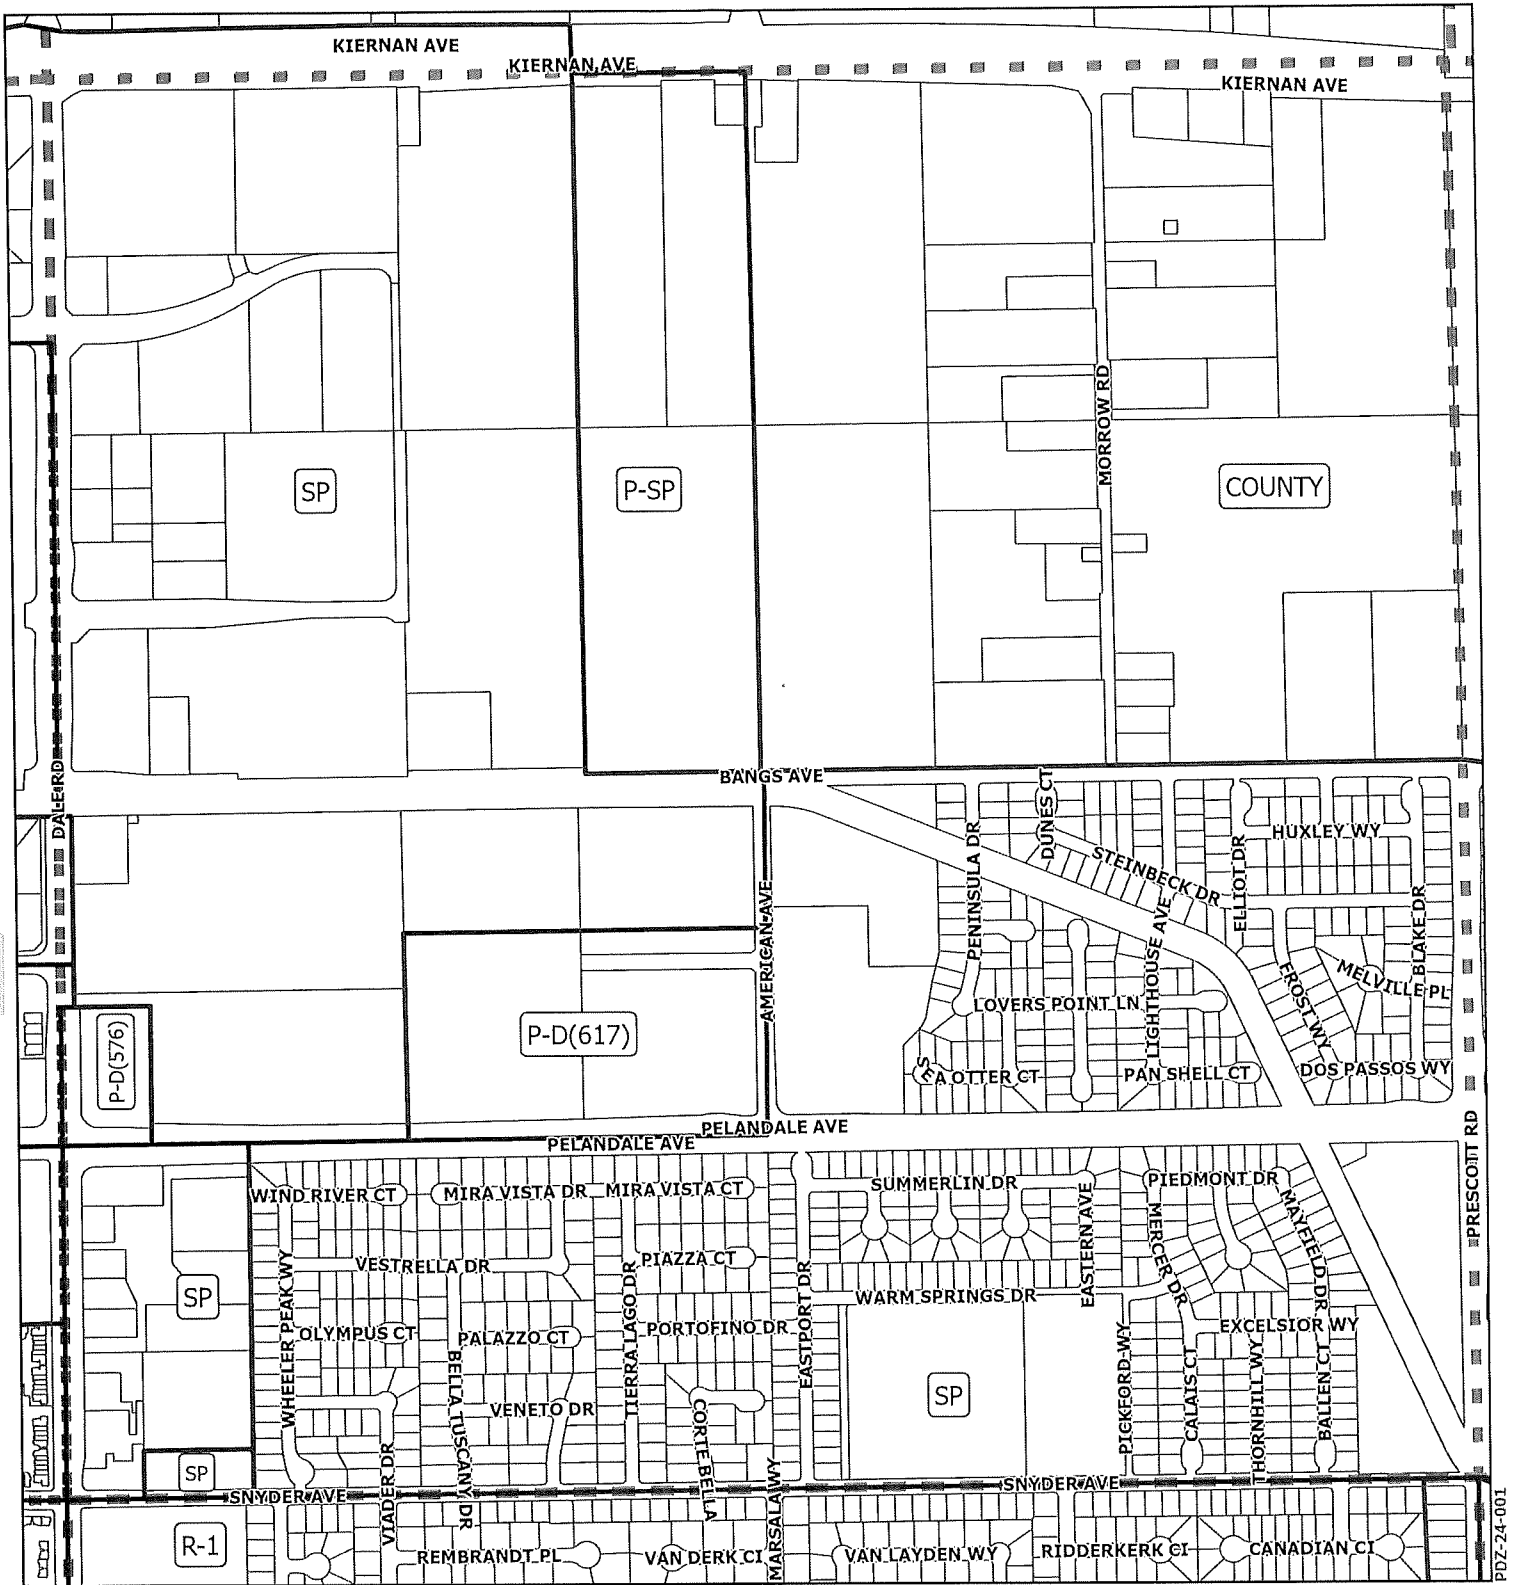 KIERNAN AVE
KIERNAN AVE
KIERNAN AVE
MORROW RD
SP
P-SP
COUNTY
DALE RD
BANGS AVE
DUNES CT
PENINSULA DR
HUXLEY WY
STEINBECK DR
ELLIOT DR
BLAKE DR
AMERICAN AVE
LIGHTHOUSE AVE
FROST WY
MELVILLE PL
LOVERS POINT LN
P-D(617)
P-D(576)
SEA OTTER CT
PAN SHELL CT
DOS PASSOS WY
PELANDALE AVE
PELANDALE AVE
PRESCOTT RD
WIND RIVER CT
MIRA VISTA DR
MIRA VISTA CT
SUMMERLIN DR
PIEDMONT DR
EASTERN AVE
MERCER DR
MAYFIELD DR
WHEELER PEAK WY
VESTRELLA DR
PIAZZA CT
TIERRA LAGO DR
EASTPORT DR
WARM SPRINGS DR
SP
OLYMPUS CT
PALAZZO CT
PORTOFINO DR
EXCELSIOR WY
BELLA TUSCANY DR
VENETO DR
CORTE BELLA
SP
PICKFORD WY
CALAIS CT
THORNHILL WY
BALLEN CT
SP
VIADER DR
MARSALA WY
SNYDER AVE
SNYDER AVE
R-1
REMBRANDT PL
VAN DERK CI
VAN LAYDEN WY
RIDDERKERK CI
CANADIAN CI
PDZ-24-001